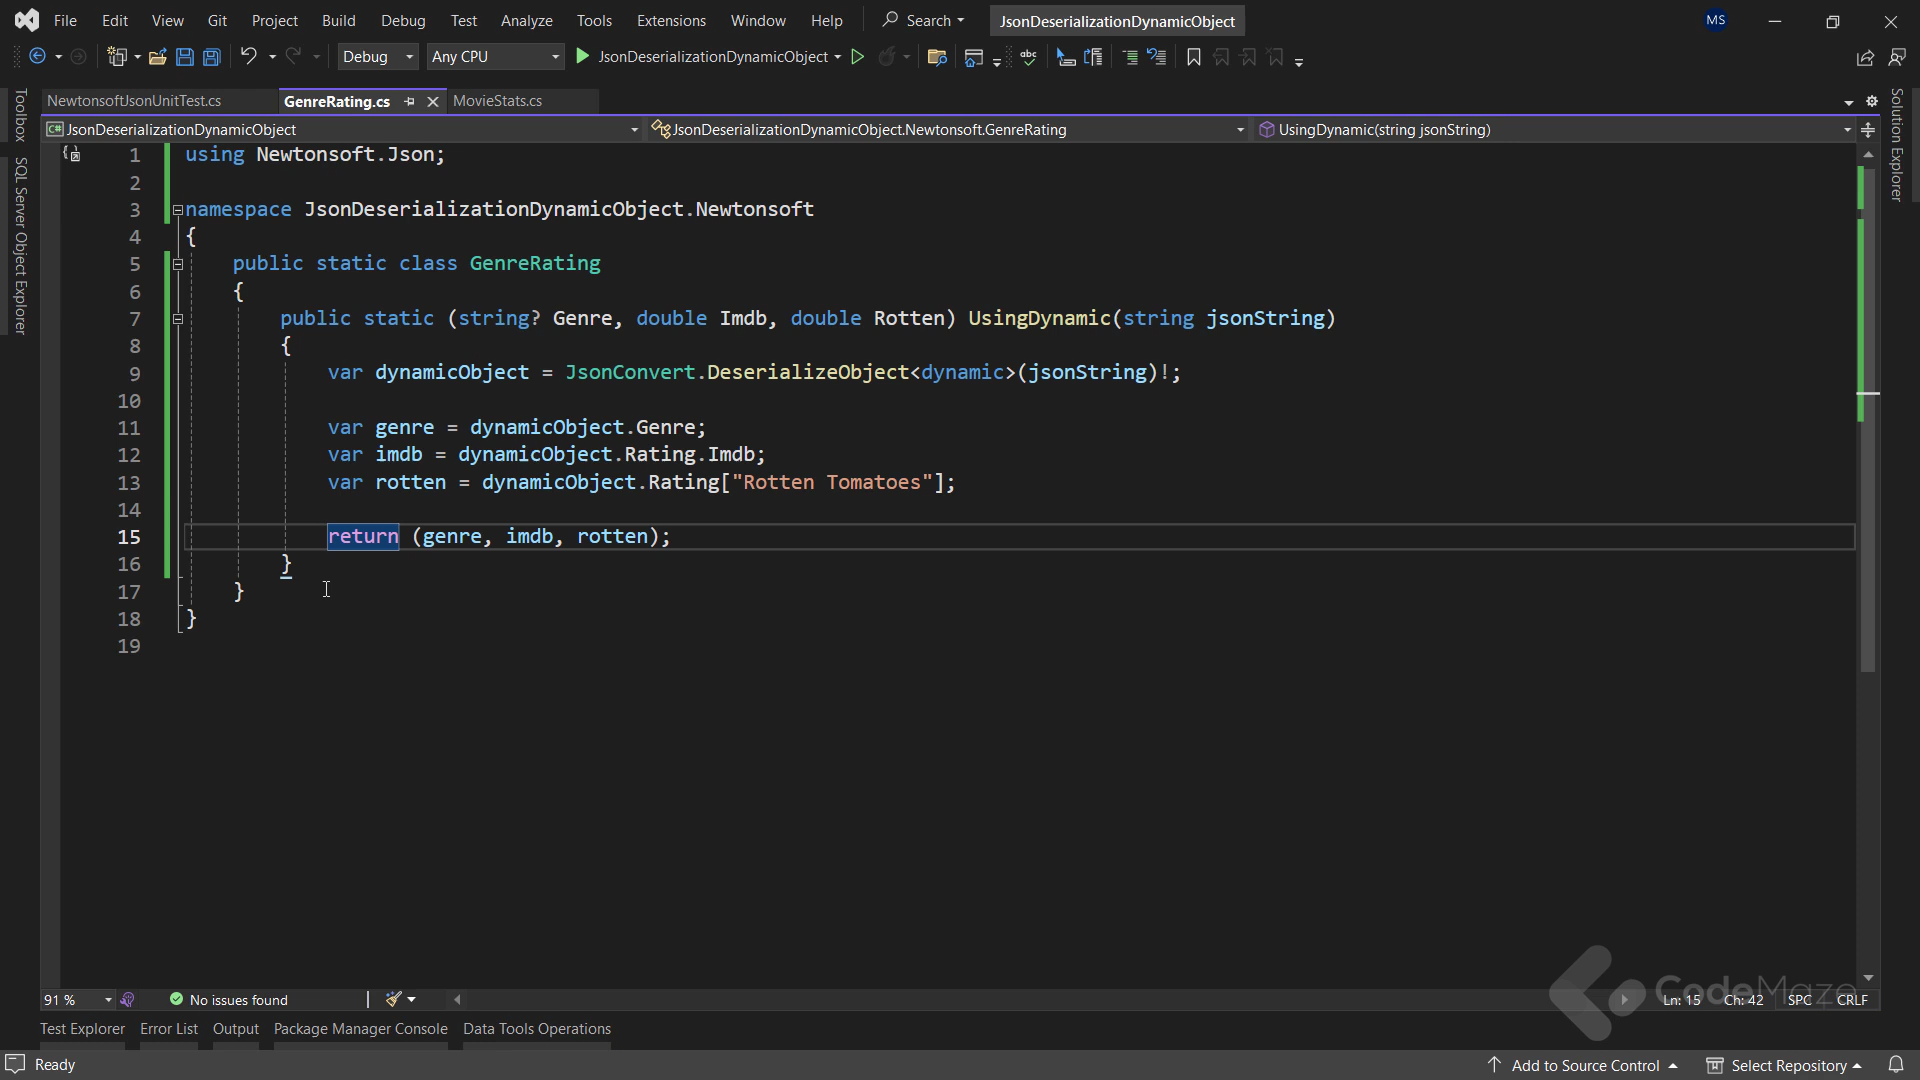 File Edit View Git Project Build Debug Test Analyze Tools Extensions Window Help Search JsonDeserializationDynamicObject MS
Debug Any CPU JsonDeserializationDynamicObject
NewtonsoftJsonUnitTest.cs GenreRating.cs MovieStats.cs
C# JsonDeserializationDynamicObject JsonDeserializationDynamicObject.Newtonsoft.GenreRating UsingDynamic(string jsonString)
Toolbox
SQL Server Object Explorer
Solution Explorer
1 using Newtonsoft.Json;
2
3 namespace JsonDeserializationDynamicObject.Newtonsoft
4 {
5 public static class GenreRating
6 {
7 public static (string? Genre, double Imdb, double Rotten) UsingDynamic(string jsonString)
8 {
9 var dynamicObject = JsonConvert.DeserializeObject<dynamic>(jsonString)!;
10
11 var genre = dynamicObject.Genre;
12 var imdb = dynamicObject.Rating.Imdb;
13 var rotten = dynamicObject.Rating["Rotten Tomatoes"];
14
15 return (genre, imdb, rotten);
16 }
17 }
18 }
19
91 % No issues found Ln: 15 Ch: 42 SPC CRLF
CodeMaze
Test Explorer Error List Output Package Manager Console Data Tools Operations
Ready Add to Source Control Select Repository